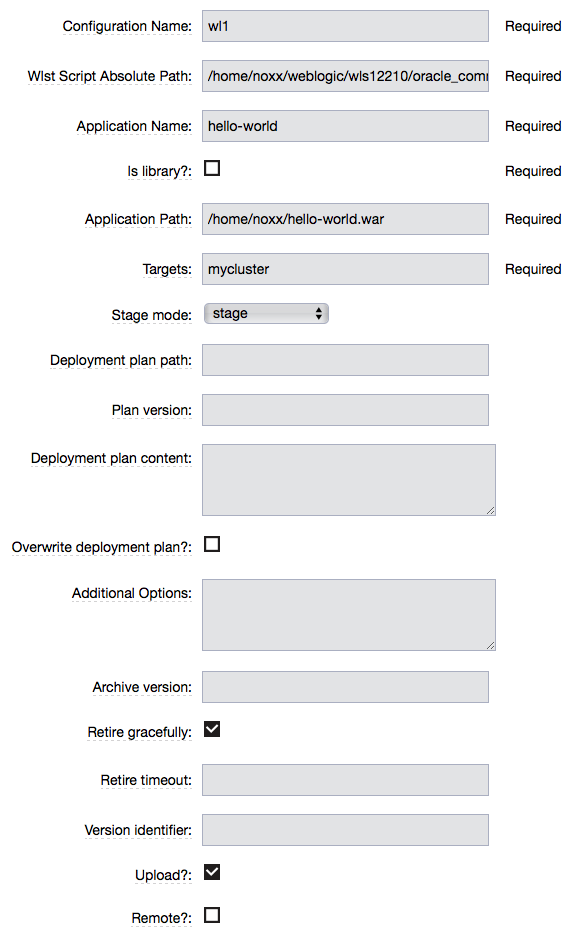 Configuration Name: wl1 Required
Wlst Script Absolute Path: /home/noxx/weblogic/wls12210/oracle_com Required
Application Name: hello-world Required
Is library?: Required
Application Path: /home/noxx/hello-world.war Required
Targets: mycluster Required
Stage mode: stage
Deployment plan path:
Plan version:
Deployment plan content:
Overwrite deployment plan?:
Additional Options:
Archive version:
Retire gracefully:
Retire timeout:
Version identifier:
Upload?:
Remote?: